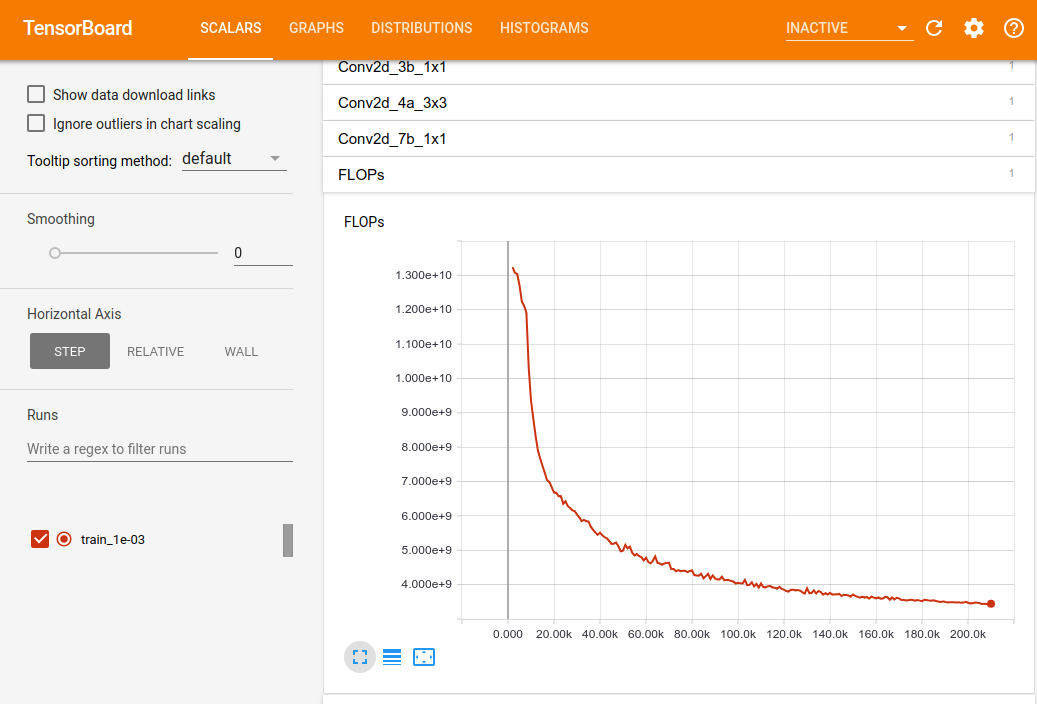 TensorBoard SCALARS GRAPHS DISTRIBUTIONS HISTOGRAMS INACTIVE
Show data download links
Ignore outliers in chart scaling
Tooltip sorting method: default
Smoothing
0
Horizontal Axis
STEP RELATIVE WALL
Runs
Write a regex to filter runs
train_1e-03
Conv2d_3b_1x1 1
Conv2d_4a_3x3 1
Conv2d_7b_1x1 1
FLOPs 1
FLOPs
1.300e+10
1.200e+10
1.100e+10
1.000e+10
9.000e+9
8.000e+9
7.000e+9
6.000e+9
5.000e+9
4.000e+9
0.000 20.00k 40.00k 60.00k 80.00k 100.0k 120.0k 140.0k 160.0k 180.0k 200.0k